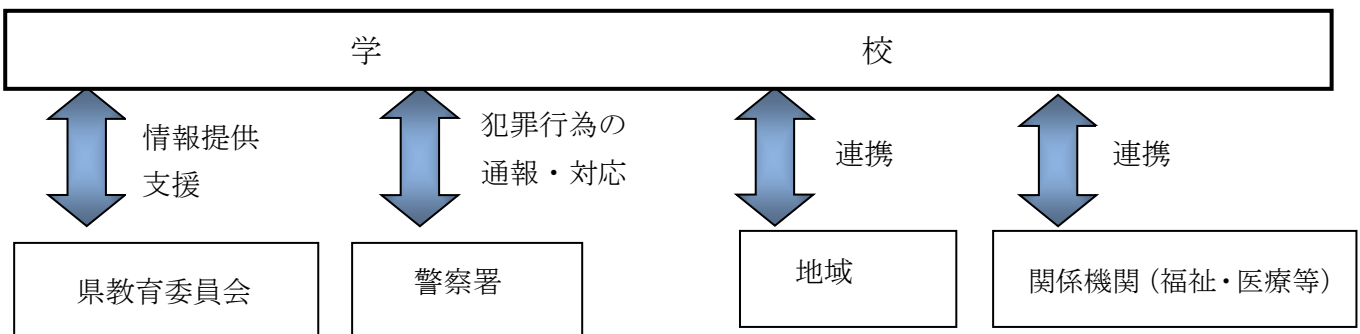 学 校
情報提供
支援
犯罪行為の
通報・対応
連携
連携
県教育委員会
警察署
地域
関係機関（福祉・医療等）